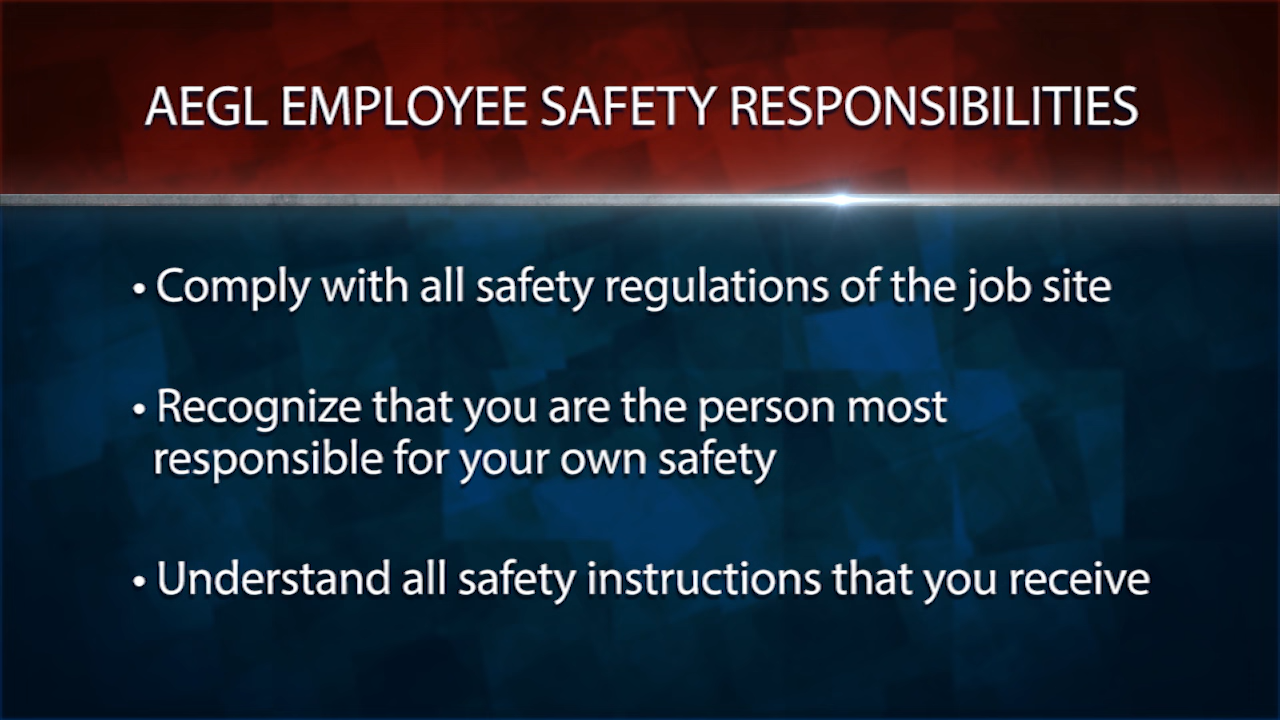 AEGL EMPLOYEE SAFETY RESPONSIBILITIES
• Comply with all safety regulations of the job site
• Recognize that you are the person most
responsible for your own safety
• Understand all safety instructions that you receive